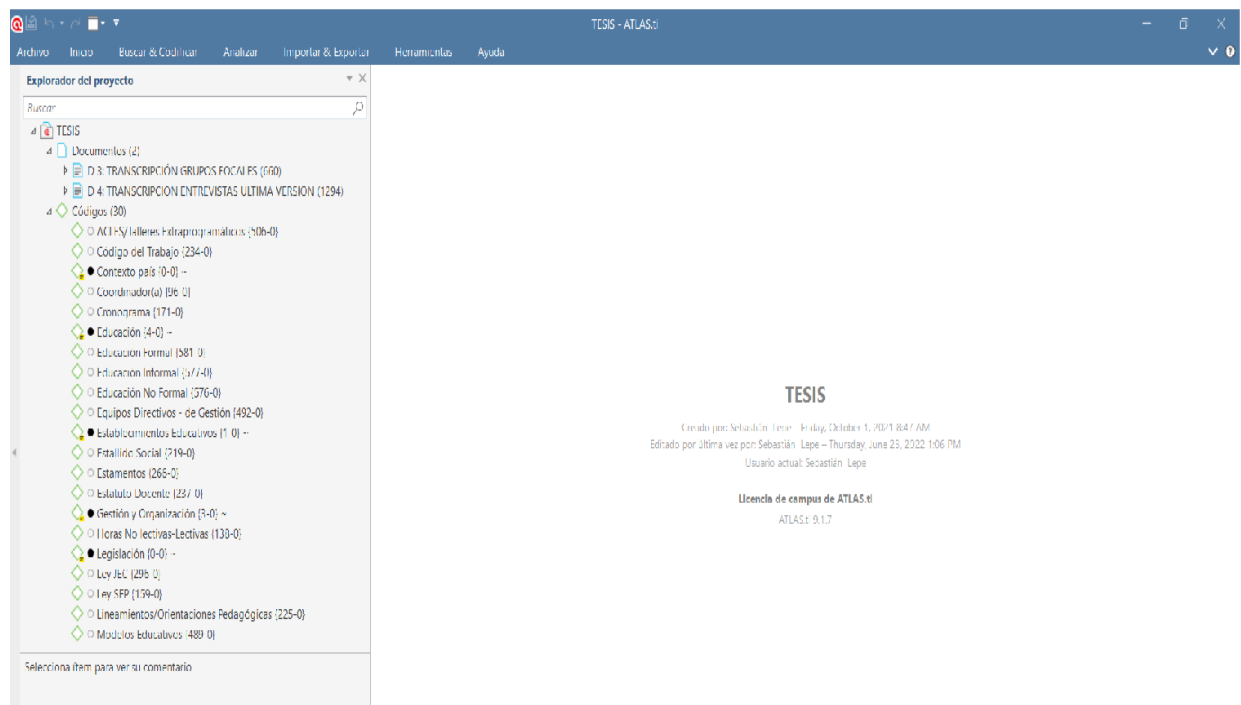 TESIS - ATLAS.ti
Archivo Inicio Buscar & Codificar Analizar Importar & Exportar Herramientas Ayuda
Explorador del proyecto
Buscar
TESIS
Documentos (2)
D 3: TRANSCRIPCIÓN GRUPOS FOCALES (660)
D 4: TRANSCRIPCION ENTREVISTAS ULTIMA VERSION (1294)
Códigos (30)
ACLES/Talleres Extraprogramáticos {506-0}
Código del Trabajo {234-0}
Contexto país {0-0} ~
Coordinador(a) {96-0}
Cronograma {171-0}
Educación {4-0} ~
Educación Formal {581-0}
Educación Informal {577-0}
Educación No Formal {576-0}
Equipos Directivos - de Gestión {492-0}
Establecimientos Educativos {1-0} ~
Estallido Social {219-0}
Estamentos {266-0}
Estatuto Docente {237-0}
Gestión y Organización {3-0} ~
Horas No lectivas-Lectivas {138-0}
Legislación {0-0} ~
Ley JEC {296-0}
Ley SEP {159-0}
Lineamientos/Orientaciones Pedagógicas {225-0}
Modelos Educativos {489-0}
Selecciona ítem para ver su comentario
TESIS
Creado por: Sebastián Lepe – Friday, October 1, 2021 8:47 AM
Editado por última vez por: Sebastián Lepe – Thursday, June 23, 2022 1:06 PM
Usuario actual: Sebastián Lepe
Licencia de campus de ATLAS.ti
ATLAS.ti 9.1.7